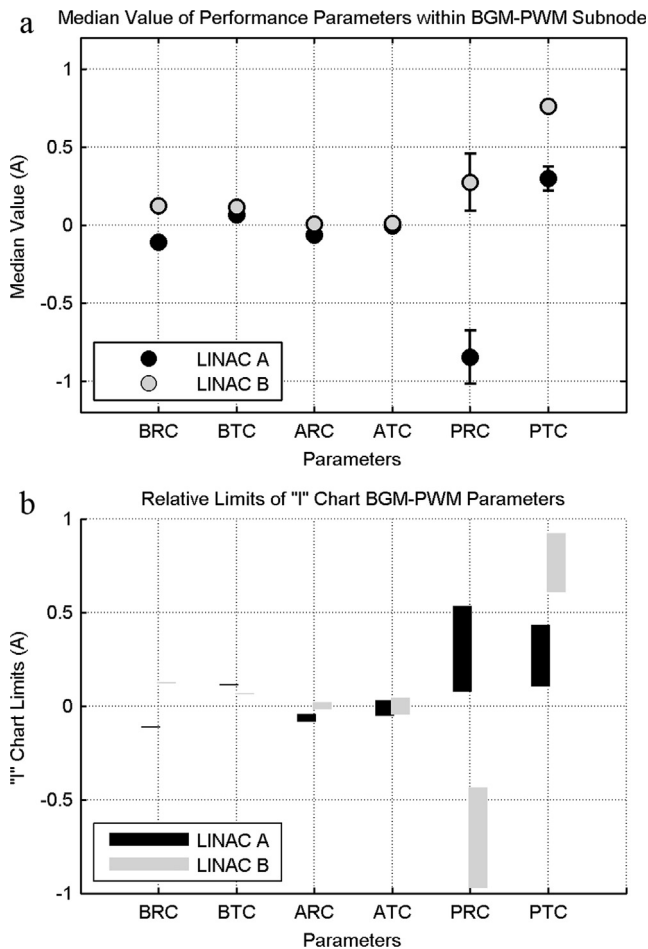 a
Median Value of Performance Parameters within BGM-PWM Subnode
1
0.5
0
-0.5
-1
Median Value (A)
LINAC A
LINAC B
BRC BTC ARC ATC PRC PTC
Parameters
b
Relative Limits of "I" Chart BGM-PWM Parameters
1
0.5
0
-0.5
-1
"I" Chart Limits (A)
LINAC A
LINAC B
BRC BTC ARC ATC PRC PTC
Parameters